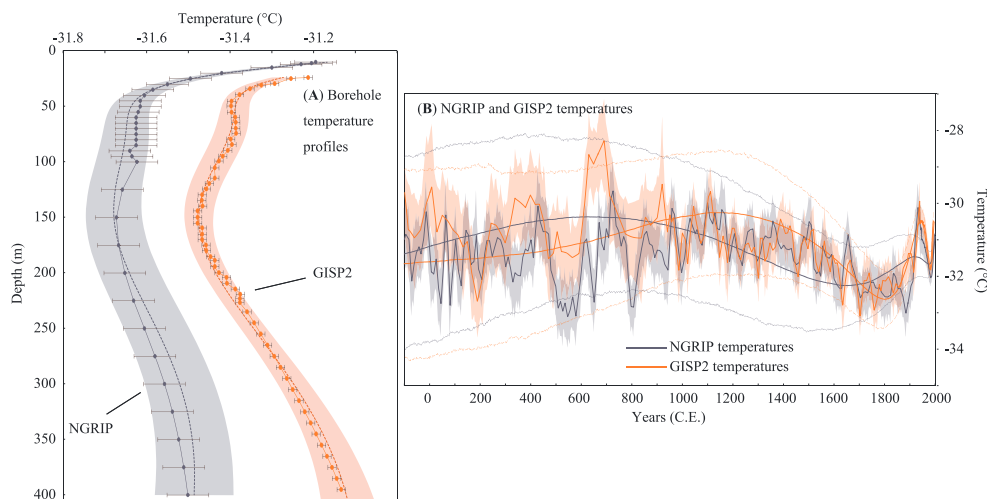 Temperature (°C)
-31.8 -31.6 -31.4 -31.2
0
50
100
150
200
250
300
350
400
Depth (m)
(A) Borehole
temperature
profiles
GISP2
NGRIP
(B) NGRIP and GISP2 temperatures
-28
-30
-32
-34
Temperature (°C)
NGRIP temperatures
GISP2 temperatures
0 200 400 600 800 1000 1200 1400 1600 1800 2000
Years (C.E.)